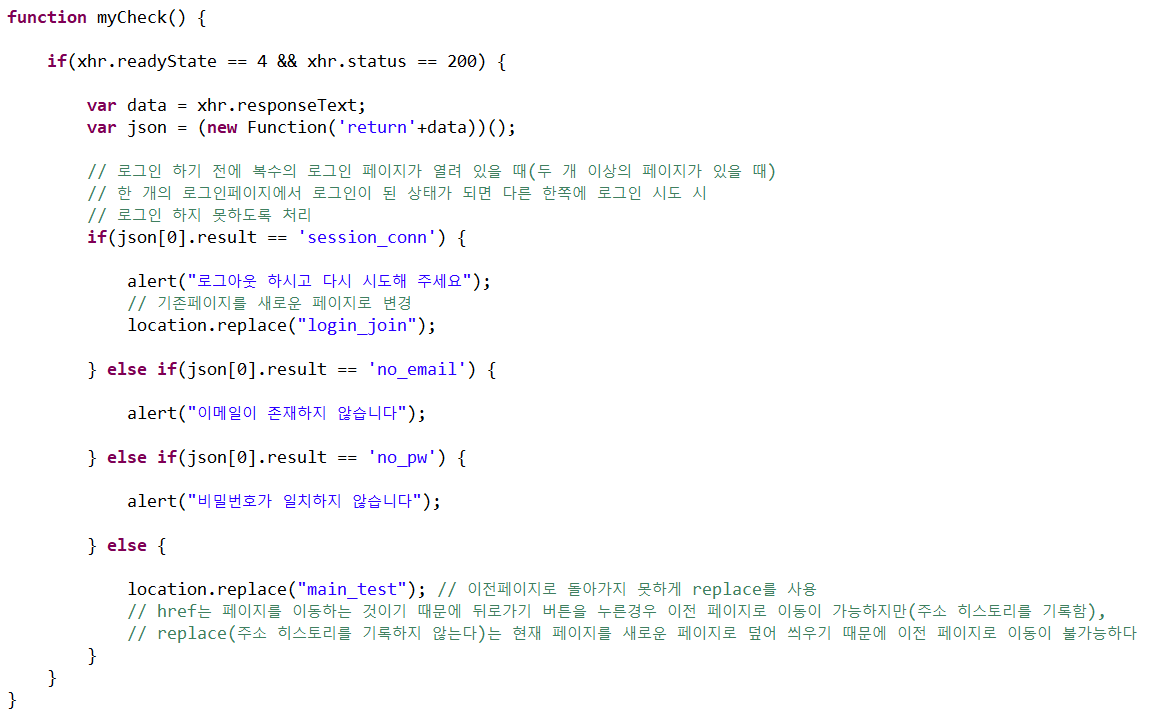 function myCheck() {
if(xhr.readyState == 4 && xhr.status == 200) {
var data = xhr.responseText;
var json = (new Function('return'+data))();
// 로그인 하기 전에 복수의 로그인 페이지가 열려 있을 때(두 개 이상의 페이지가 있을 때)
// 한 개의 로그인페이지에서 로그인이 된 상태가 되면 다른 한쪽에 로그인 시도 시
// 로그인 하지 못하도록 처리
if(json[0].result == 'session_conn') {
alert("로그아웃 하시고 다시 시도해 주세요");
// 기존페이지를 새로운 페이지로 변경
location.replace("login_join");
} else if(json[0].result == 'no_email') {
alert("이메일이 존재하지 않습니다");
} else if(json[0].result == 'no_pw') {
alert("비밀번호가 일치하지 않습니다");
} else {
location.replace("main_test"); // 이전페이지로 돌아가지 못하게 replace를 사용
// href는 페이지를 이동하는 것이기 때문에 뒤로가기 버튼을 누른경우 이전 페이지로 이동이 가능하지만(주소 히스토리를 기록함),
// replace(주소 히스토리를 기록하지 않는다)는 현재 페이지를 새로운 페이지로 덮어 씌우기 때문에 이전 페이지로 이동이 불가능하다
}
}
}